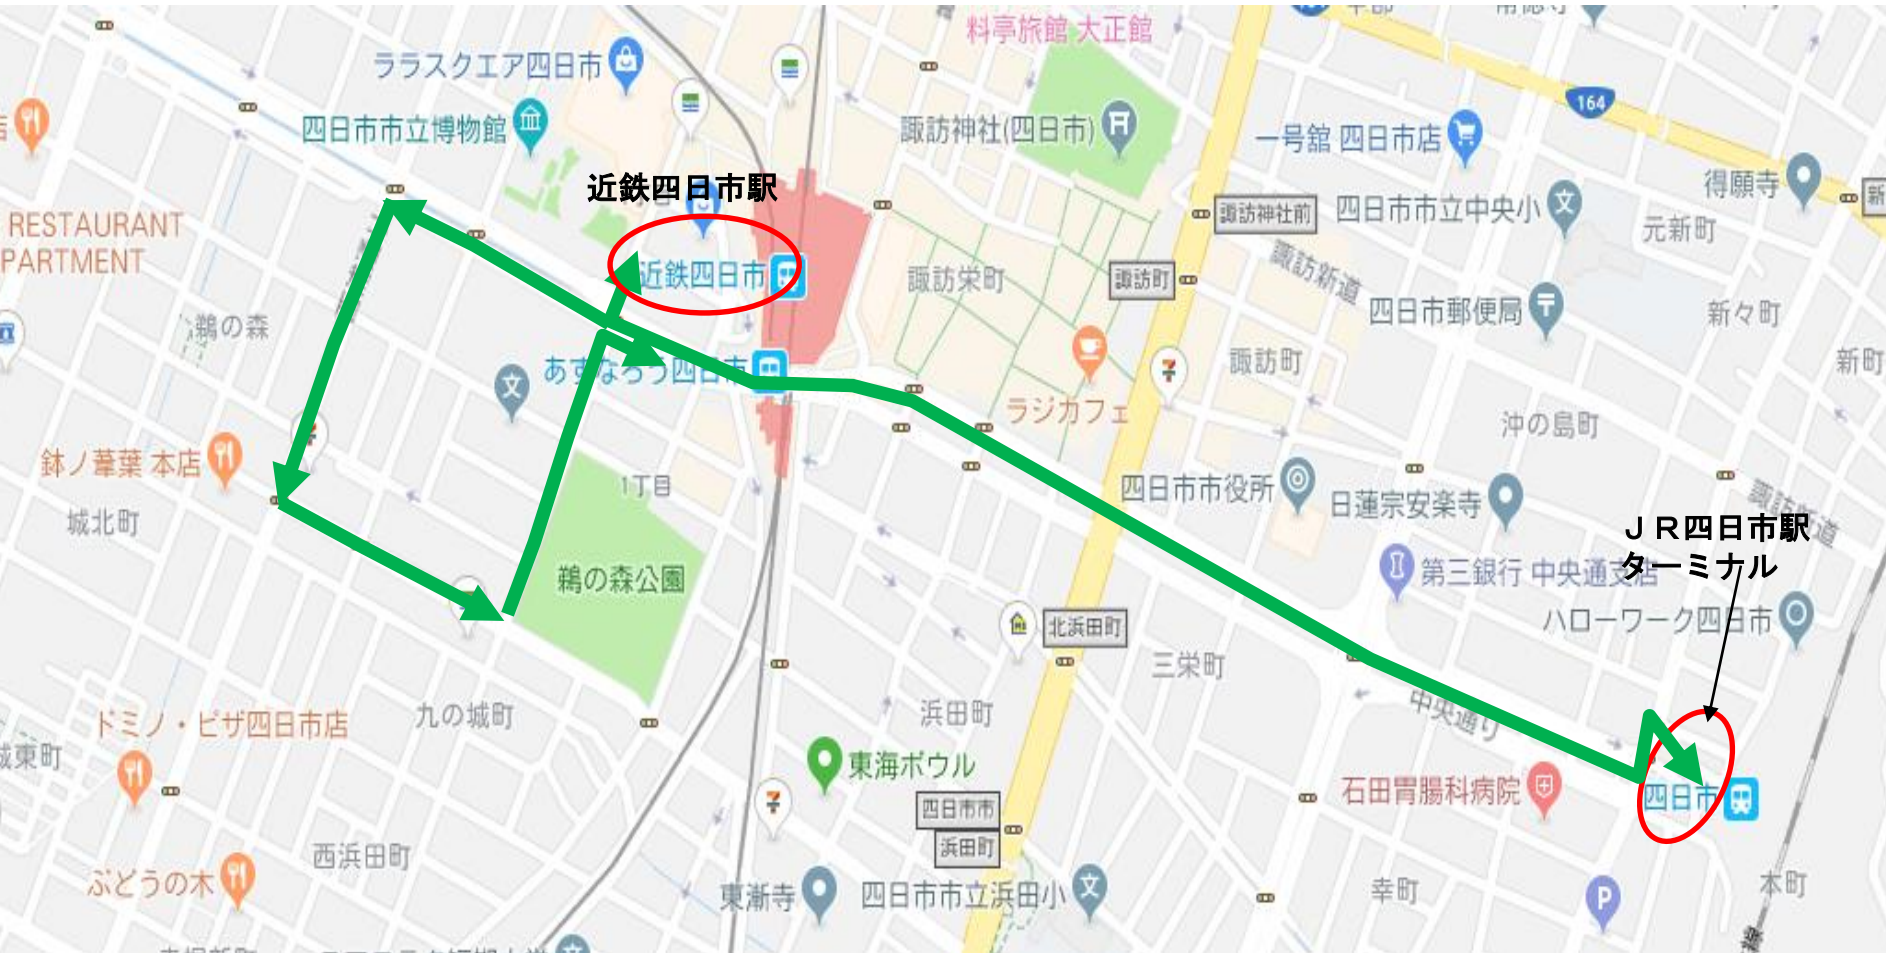 料亭旅館 大正館
ララスクエア四日市
164
四日市市立博物館
諏訪神社(四日市)
一号舘 四日市店
近鉄四日市駅
得願寺
新
諏訪神社前
四日市市立中央小
元新町
RESTAURANT
PARTMENT
近鉄四日市
諏訪栄町
諏訪町
諏訪新道
四日市郵便局
新々町
鵜の森
あすなろう四日市
諏訪町
新町
ラジカフェ
沖の島町
鉢ノ葦葉 本店
1丁目
四日市市役所
日蓮宗安楽寺
諏訪新道
城北町
JR四日市駅
ターミナル
鵜の森公園
第三銀行 中央通支店
北浜田町
ハローワーク四日市
三栄町
ドミノ・ピザ四日市店
九の城町
浜田町
中央通り
城東町
東海ボウル
石田胃腸科病院
四日市
四日市市
浜田町
西浜田町
ぶどうの木
東漸寺
四日市市立浜田小
幸町
P
本町